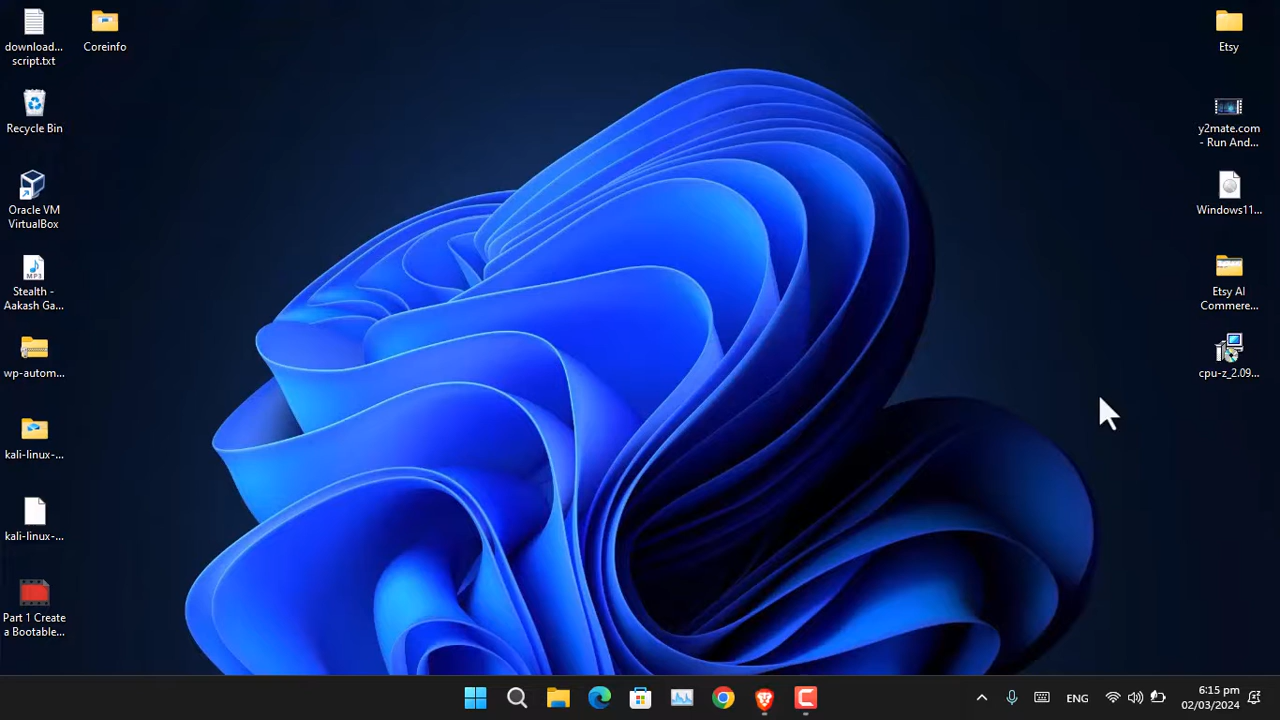 download...
script.txt
Coreinfo
Recycle Bin
Oracle VM
VirtualBox
MP3
Stealth -
Aakash Ga...
wp-autom...
kali-linux-...
kali-linux-...
Part 1 Create
a Bootable...
Etsy
y2mate.com
- Run And...
Windows11...
Etsy AI
Commere...
cpu-z_2.09...
ENG
6:15 pm
02/03/2024